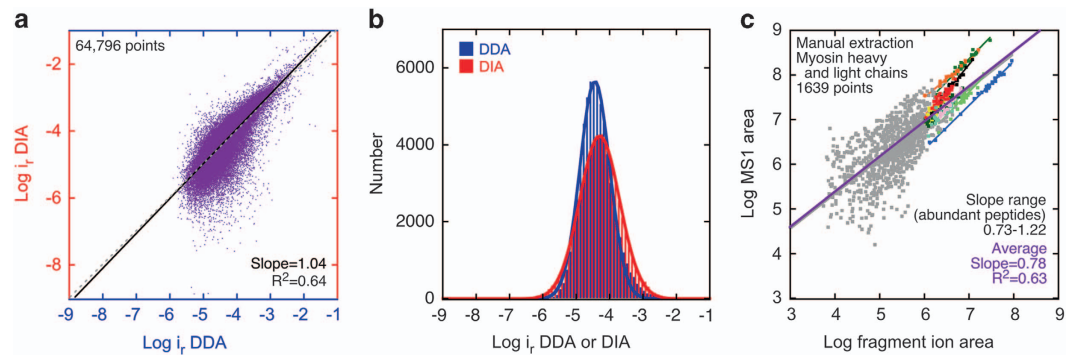 a
64,796 points
Log ir DIA
-2
-4
-6
-8
Slope=1.04
R2=0.64
-9 -8 -7 -6 -5 -4 -3 -2 -1
Log ir DDA
b
DDA
DIA
Number
6000
4000
2000
0
-9 -8 -7 -6 -5 -4 -3 -2 -1
Log ir DDA or DIA
c
Manual extraction
Myosin heavy
and light chains
1639 points
Log MS1 area
9
8
7
6
5
4
3
Slope range
(abundant peptides)
0.73-1.22
Average
Slope=0.78
R2=0.63
3 4 5 6 7 8 9
Log fragment ion area